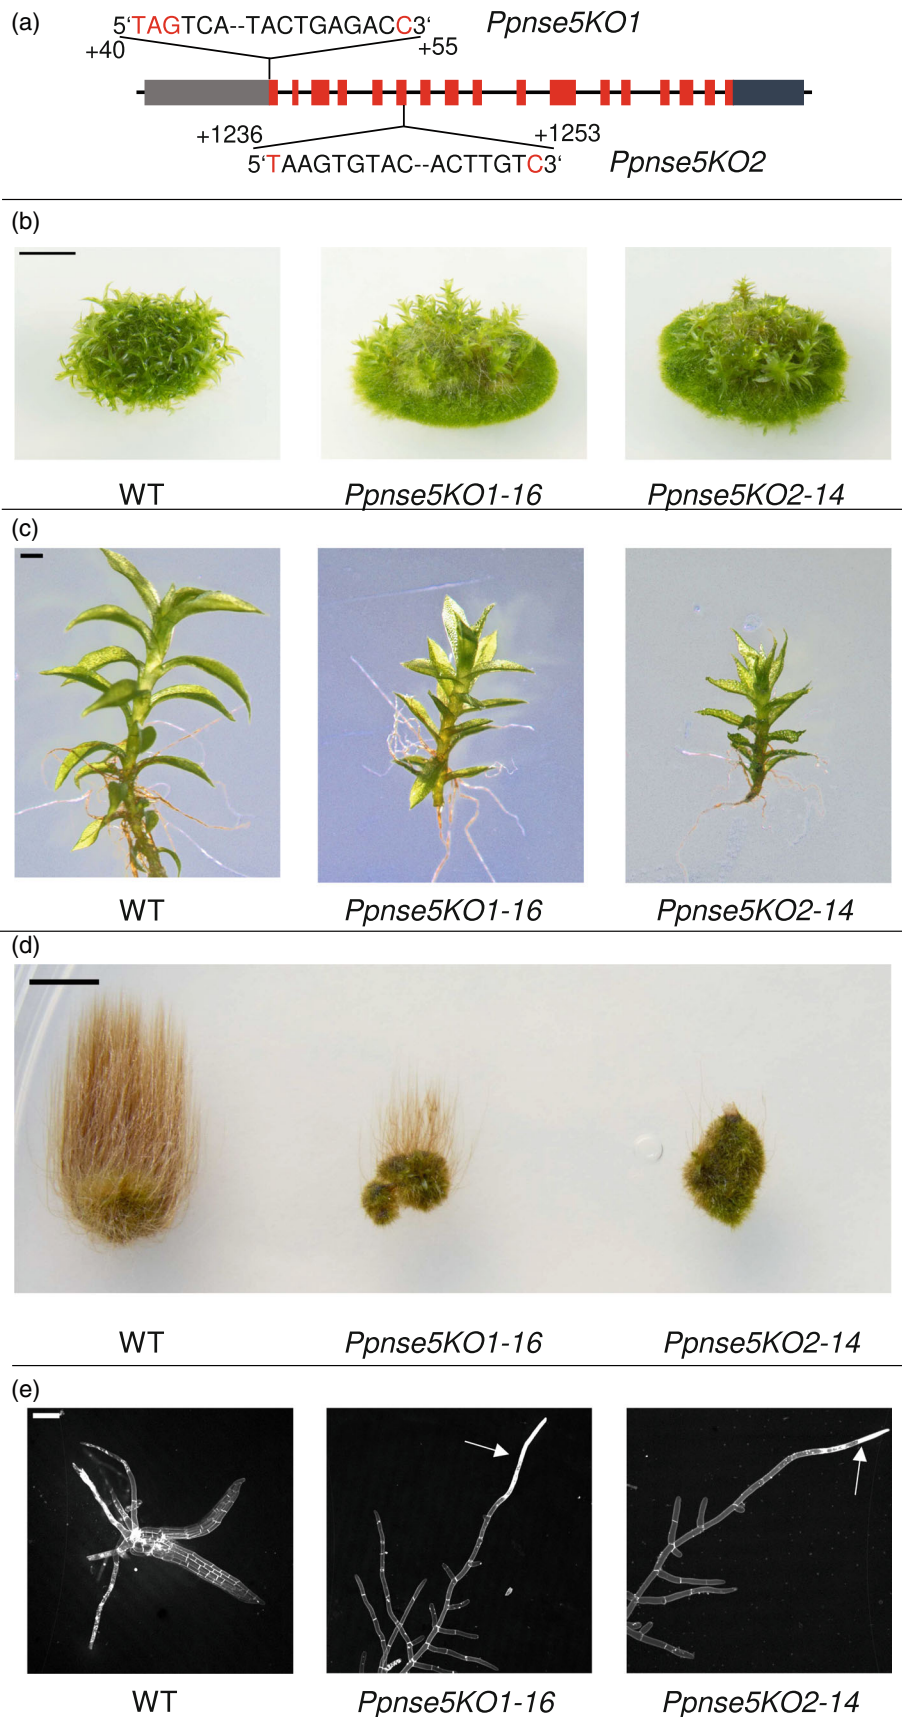 (a)
5‘TAGTCA--TACTGAGACC3‘ Ppnse5KO1
+40 +55
+1236 +1253
5‘TAAGTGTAC--ACTTGTC3‘ Ppnse5KO2
(b)
WT Ppnse5KO1-16 Ppnse5KO2-14
(c)
WT Ppnse5KO1-16 Ppnse5KO2-14
(d)
WT Ppnse5KO1-16 Ppnse5KO2-14
(e)
WT Ppnse5KO1-16 Ppnse5KO2-14